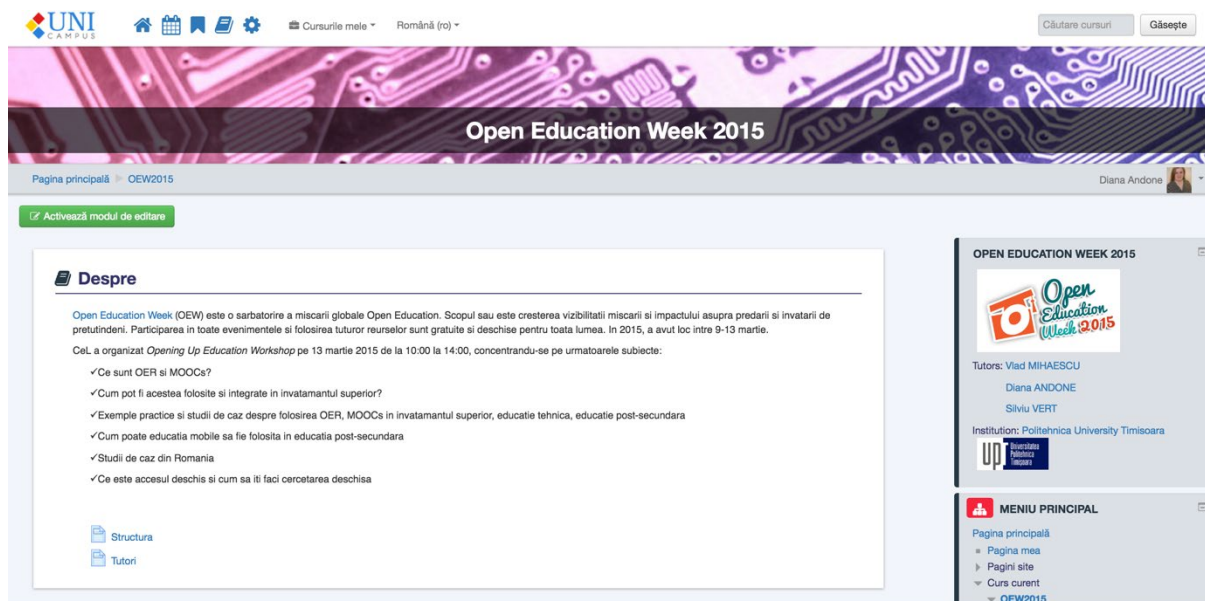 UNI
CAMPUS
Cursurile mele
Română (ro)
Căutare cursuri
Găsește
Open Education Week 2015
Pagina principală
OEW2015
Diana Andone
Activează modul de editare
Despre
Open Education Week (OEW) este o sarbatorire a miscarii globale Open Education. Scopul sau este cresterea vizibilitatii miscarii si impactului asupra predarii si invatarii de
pretutindeni. Participarea in toate evenimentele si folosirea tuturor reurselor sunt gratuite si deschise pentru toata lumea. In 2015, a avut loc intre 9-13 martie.
CeL a organizat Opening Up Education Workshop pe 13 martie 2015 de la 10:00 la 14:00, concentrandu-se pe urmatoarele subiecte:
✓Ce sunt OER si MOOCs?
✓Cum pot fi acestea folosite si integrate in invatamantul superior?
✓Exemple practice si studii de caz despre folosirea OER, MOOCs in invatamantul superior, educatie tehnica, educatie post-secundara
✓Cum poate educatia mobile sa fie folosita in educatia post-secundara
✓Studii de caz din Romania
✓Ce este accesul deschis si cum sa iti faci cercetarea deschisa
Structura
Tutori
OPEN EDUCATION WEEK 2015
Open
Education
Week 2015
Tutors: Vlad MIHAESCU
Diana ANDONE
Silviu VERT
Institution: Politehnica University Timisoara
UPT
Universitatea
Politehnica
Timișoara
MENIU PRINCIPAL
Pagina principală
Pagina mea
Pagini site
Curs curent
OEW2015